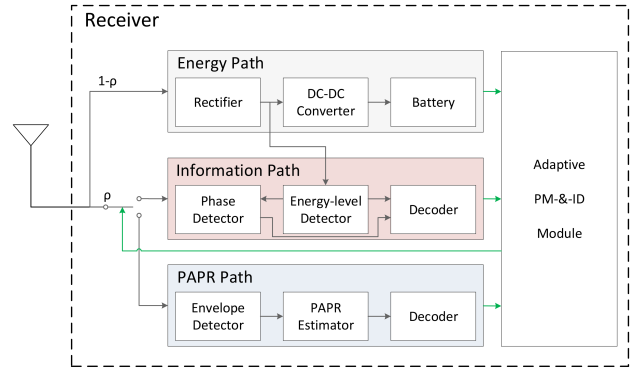 Receiver
Energy Path
1-ρ
Rectifier
DC-DC
Converter
Battery
Information Path
ρ
Phase
Detector
Energy-level
Detector
Decoder
Adaptive
PM-&-ID
Module
PAPR Path
Envelope
Detector
PAPR
Estimator
Decoder